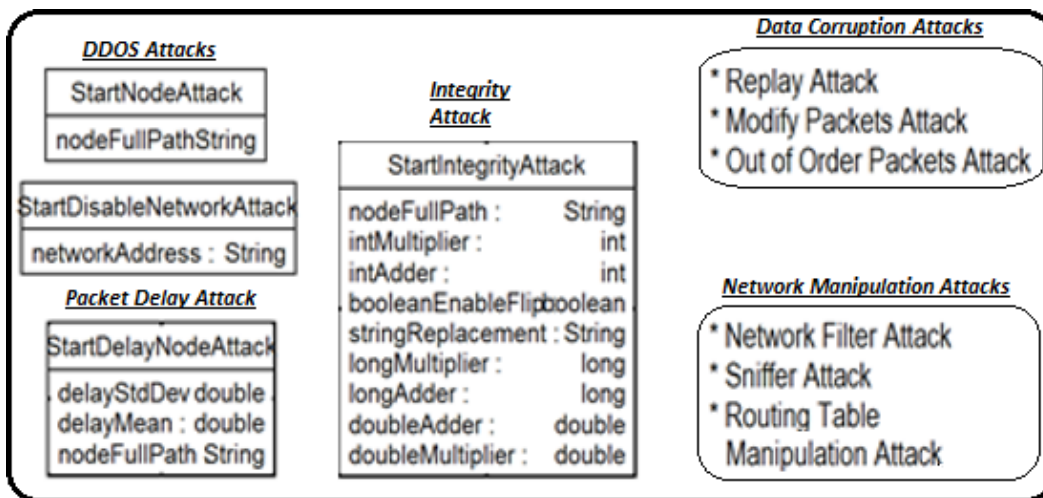 DDOS Attacks
StartNodeAttack
nodeFullPathString
StartDisableNetworkAttack
networkAddress : String
Packet Delay Attack
StartDelayNodeAttack
delayStdDev double
delayMean : double
nodeFullPath String
Integrity
Attack
StartIntegrityAttack
nodeFullPath : String
intMultiplier : int
intAdder : int
booleanEnableFlip boolean
stringReplacement : String
longMultiplier : long
longAdder : long
doubleAdder : double
doubleMultiplier : double
Data Corruption Attacks
* Replay Attack
* Modify Packets Attack
* Out of Order Packets Attack
Network Manipulation Attacks
* Network Filter Attack
* Sniffer Attack
* Routing Table
Manipulation Attack